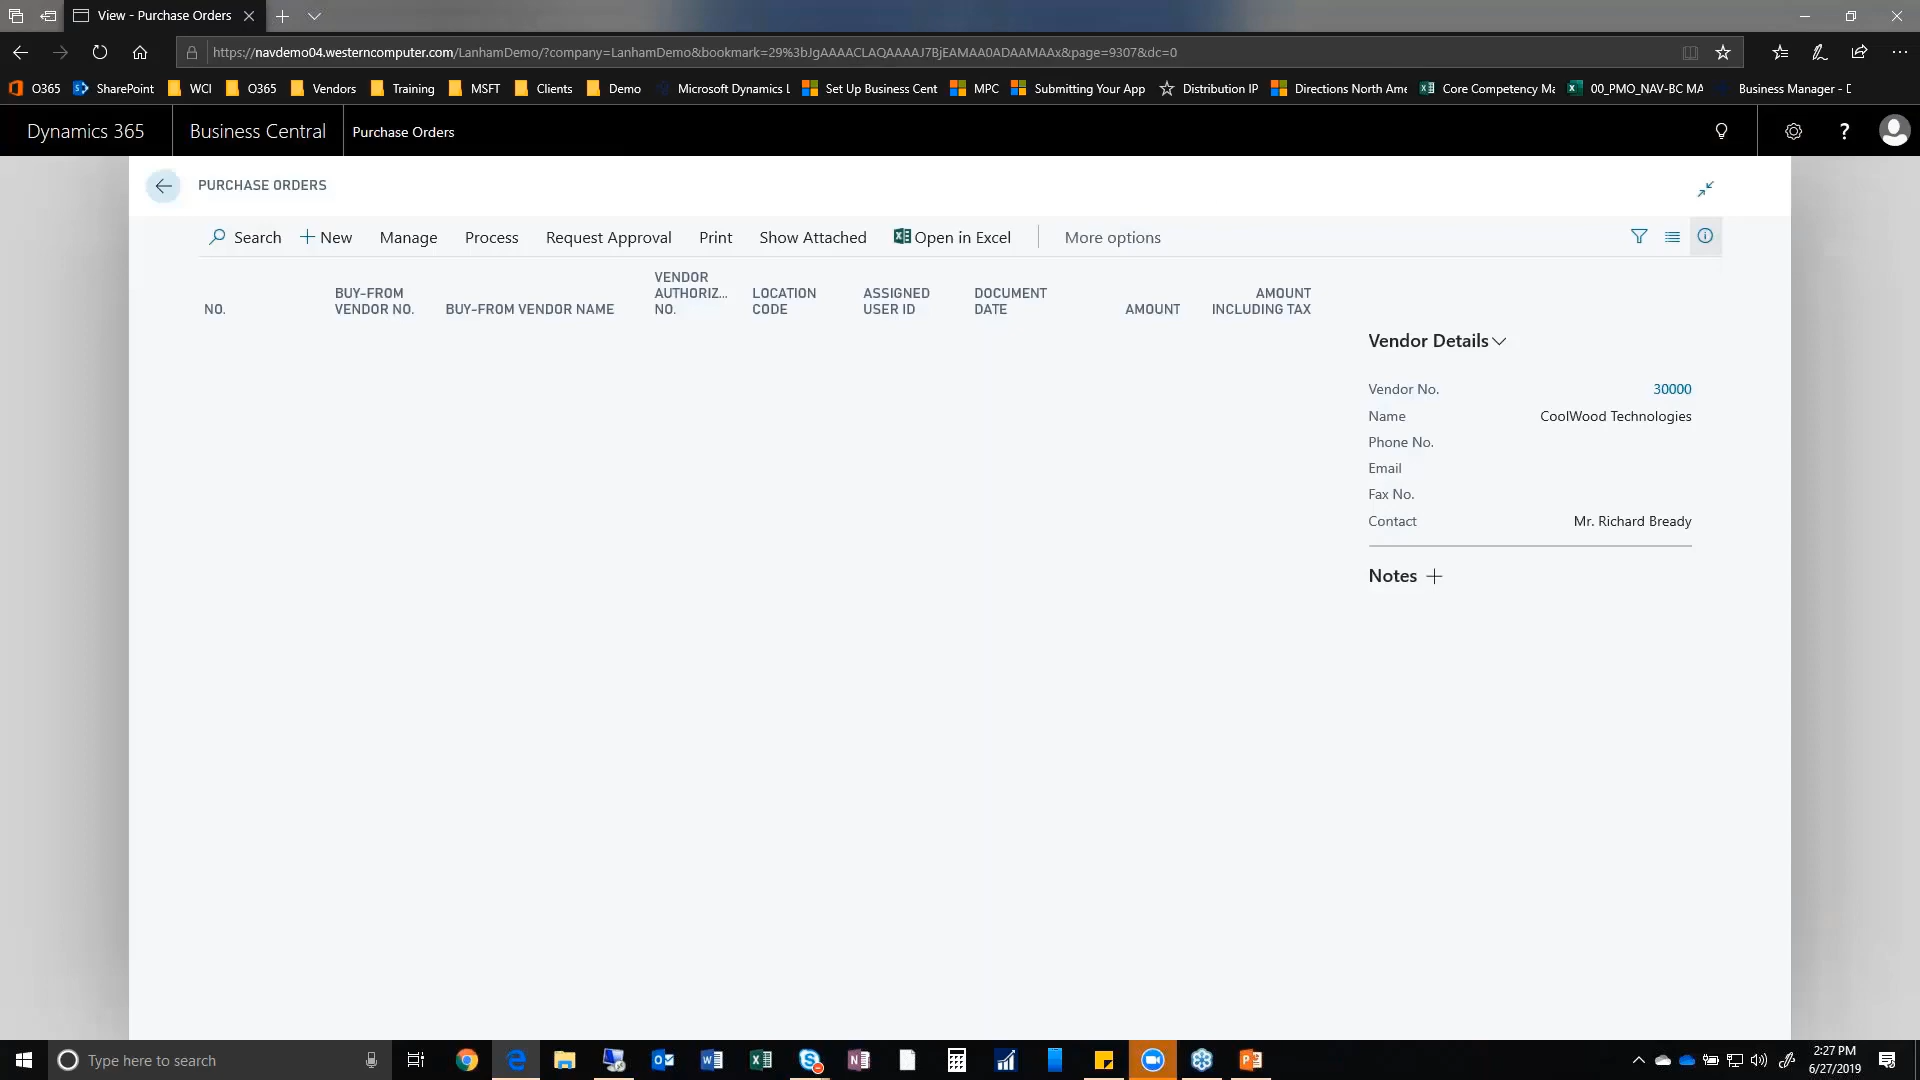 View - Purchase Orders
https://navdemo04.westerncomputer.com/LanhamDemo/?company=LanhamDemo&bookmark=29%3bJgAAAACLAQAAAAJ7BjEAMAA0ADAAMAAx&page=9307&dc=0
O365 SharePoint WCI O365 Vendors Training MSFT Clients Demo Microsoft Dynamics L Set Up Business Cent MPC Submitting Your App Distribution IP Directions North Ame Core Competency Ma 00_PMO_NAV-BC MA Business Manager - D
Dynamics 365 Business Central Purchase Orders ?
PURCHASE ORDERS
Search New Manage Process Request Approval Print Show Attached Open in Excel More options
NO.
BUY-FROM
VENDOR NO.
BUY-FROM VENDOR NAME
VENDOR
AUTHORIZ...
NO.
LOCATION
CODE
ASSIGNED
USER ID
DOCUMENT
DATE
AMOUNT
AMOUNT
INCLUDING TAX
Vendor Details
Vendor No. 30000
Name CoolWood Technologies
Phone No.
Email
Fax No.
Contact Mr. Richard Bready
Notes
Type here to search
2:27 PM
6/27/2019